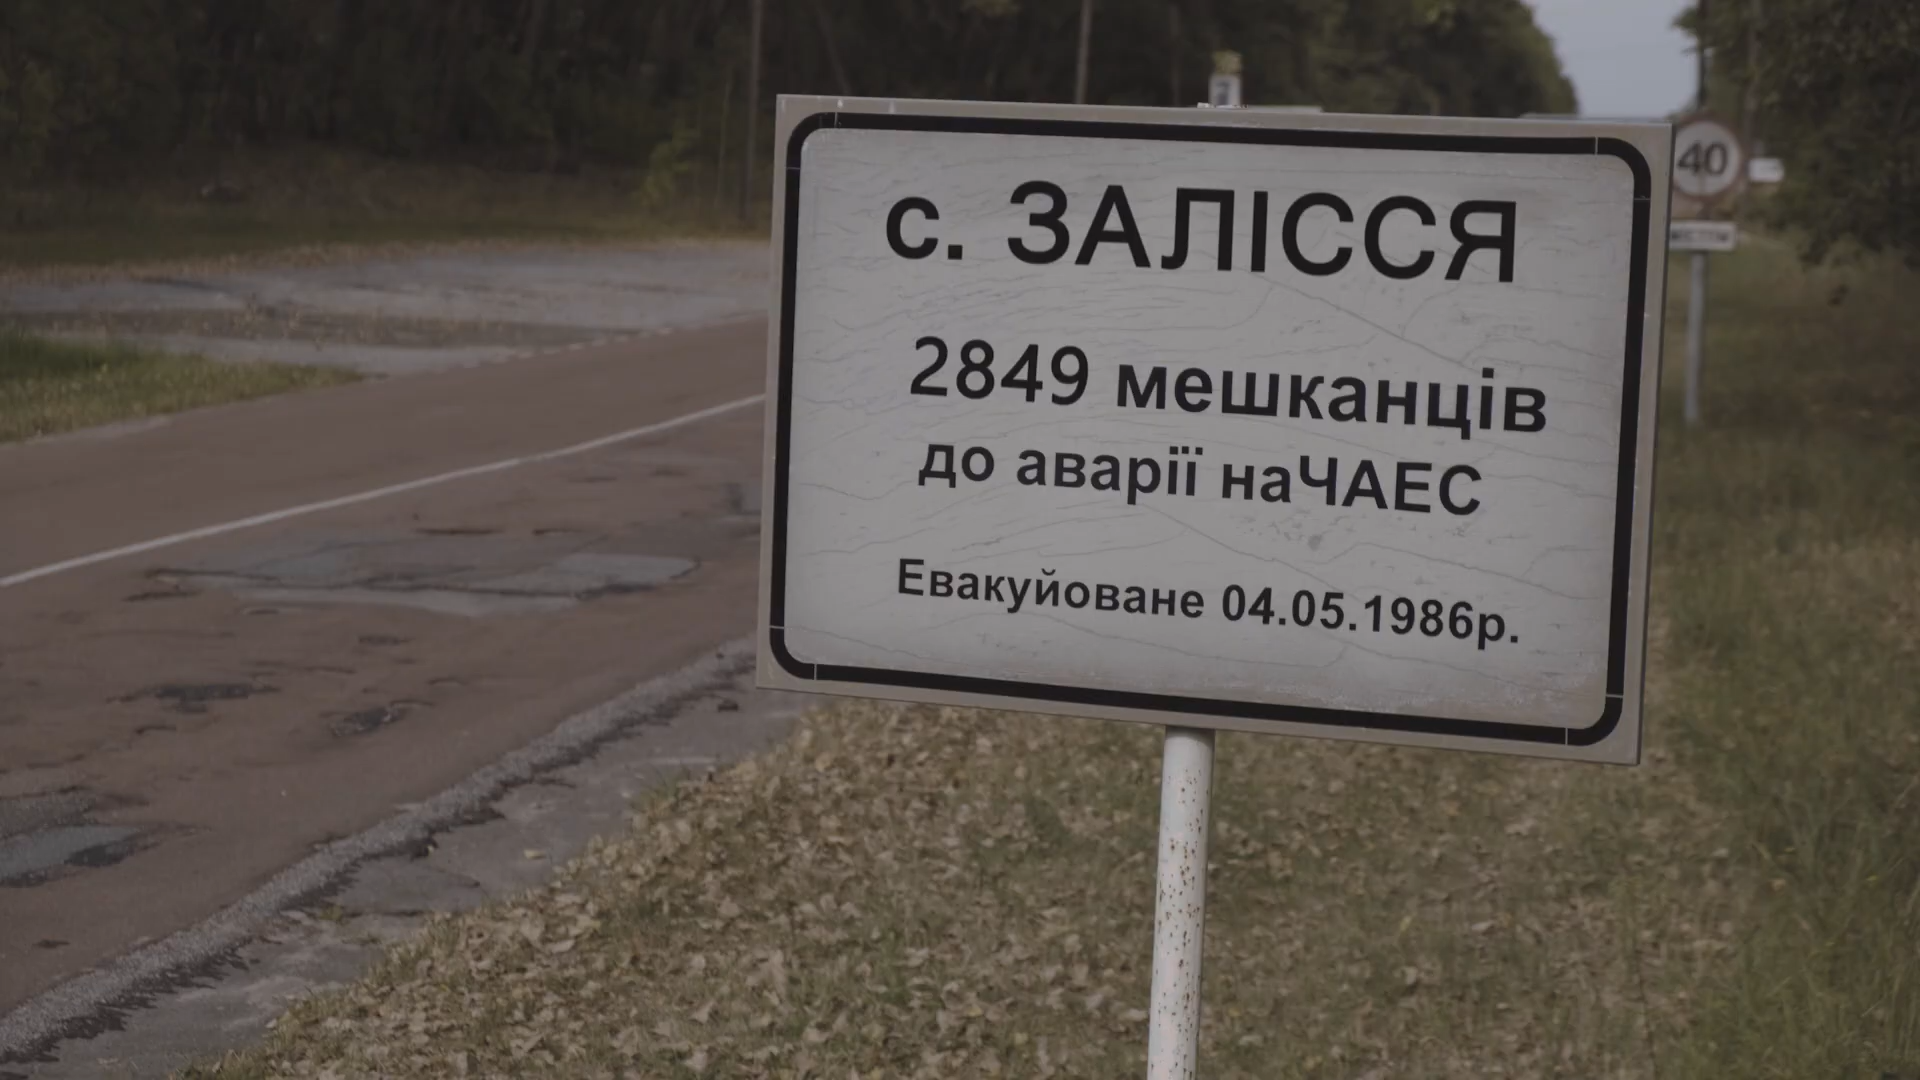 с. ЗАЛІССЯ
2849 мешканців
до аварії наЧАЕС
Евакуйоване 04.05.1986р.
40